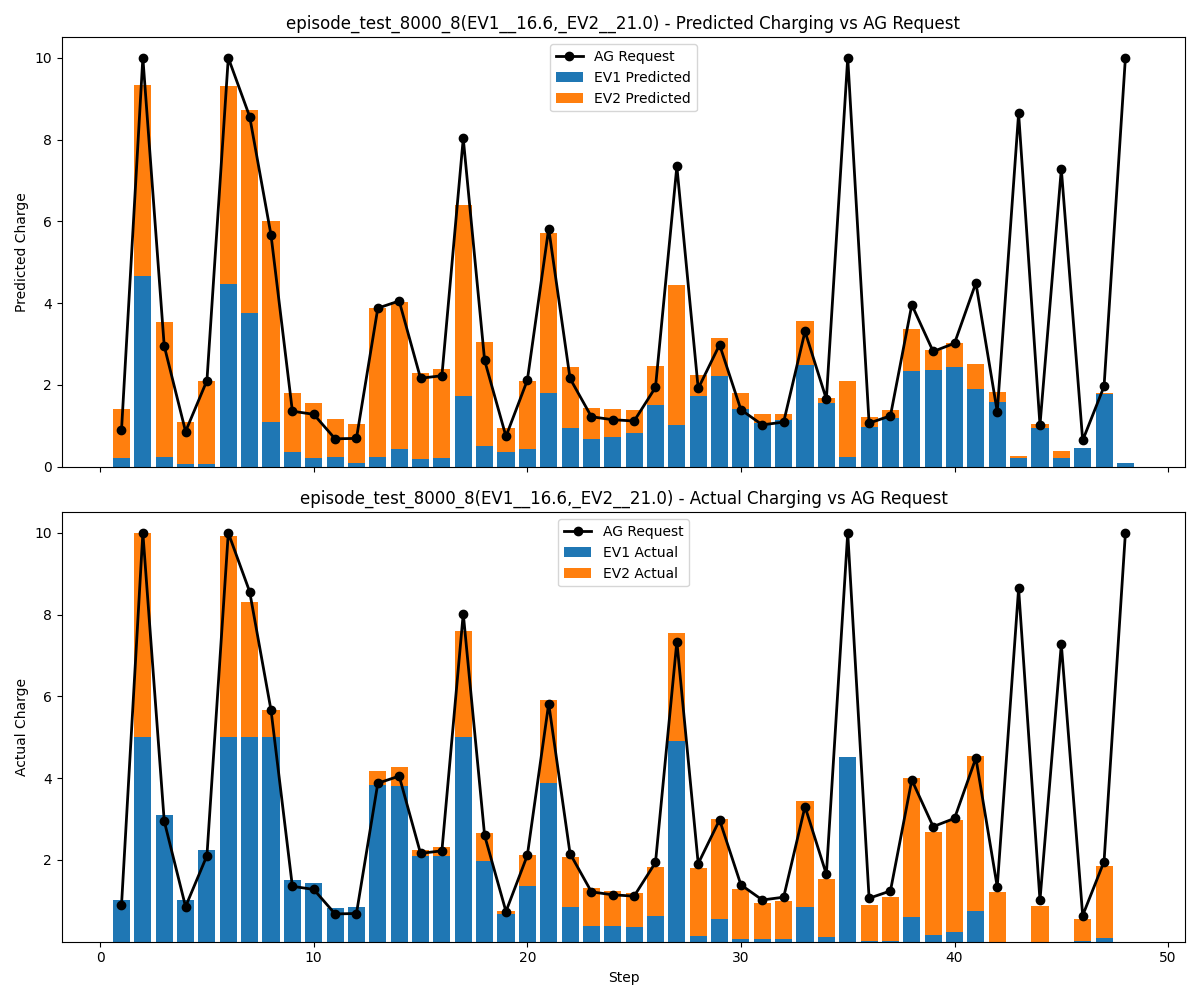 episode_test_8000_8(EV1__16.6,_EV2__21.0) - Predicted Charging vs AG Request
AG Request
EV1 Predicted
EV2 Predicted
Predicted Charge
10
8
6
4
2
0
episode_test_8000_8(EV1__16.6,_EV2__21.0) - Actual Charging vs AG Request
AG Request
EV1 Actual
EV2 Actual
Actual Charge
10
8
6
4
2
0 10 20 30 40 50
Step